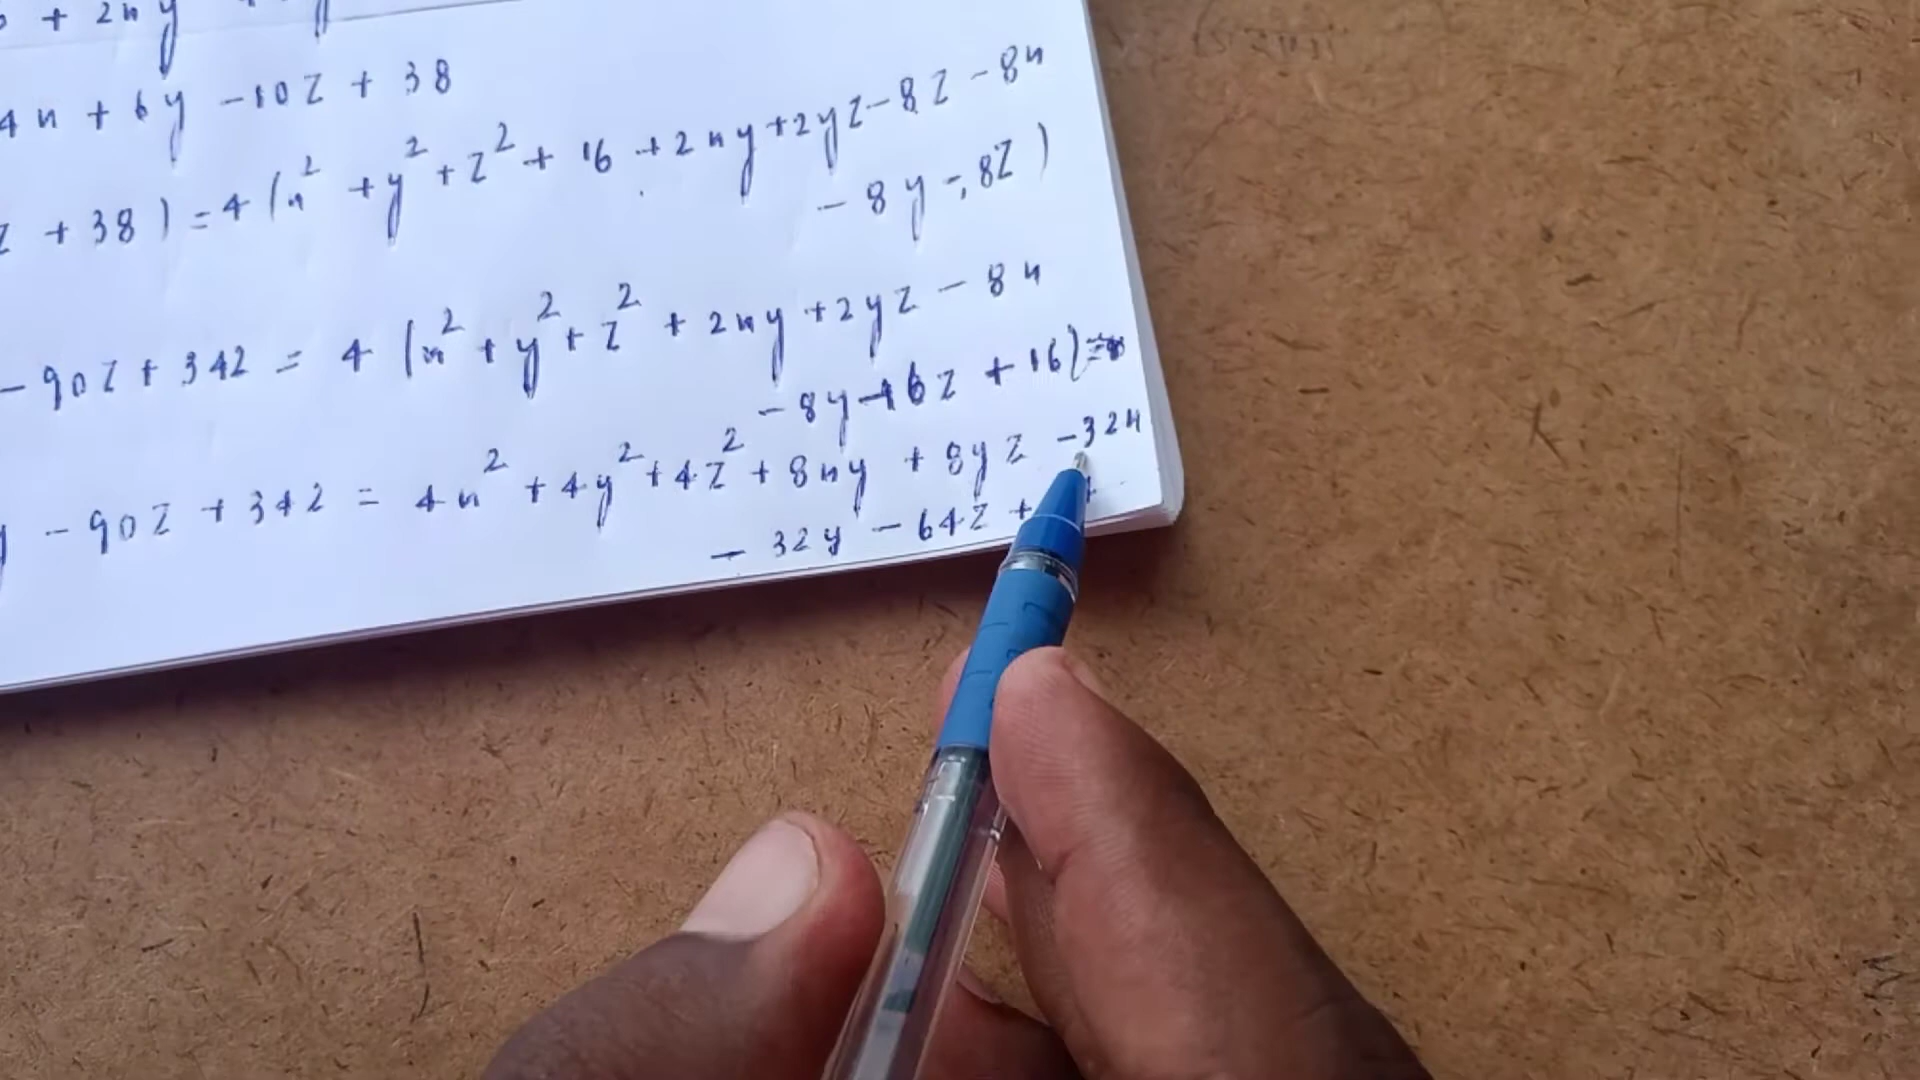 + 2xy
4x + 6y - 10z + 38
z + 38) = 4(x² + y² + z² + 16 + 2xy + 2yz - 8z - 8x
- 8y - 8z)
- 90z + 342 = 4(x² + y² + z² + 2xy + 2yz - 8x
- 8y - 16z + 16)
y - 90z + 342 = 4x² + 4y² + 4z² + 8xy + 8yz - 32x
- 32y - 64z +